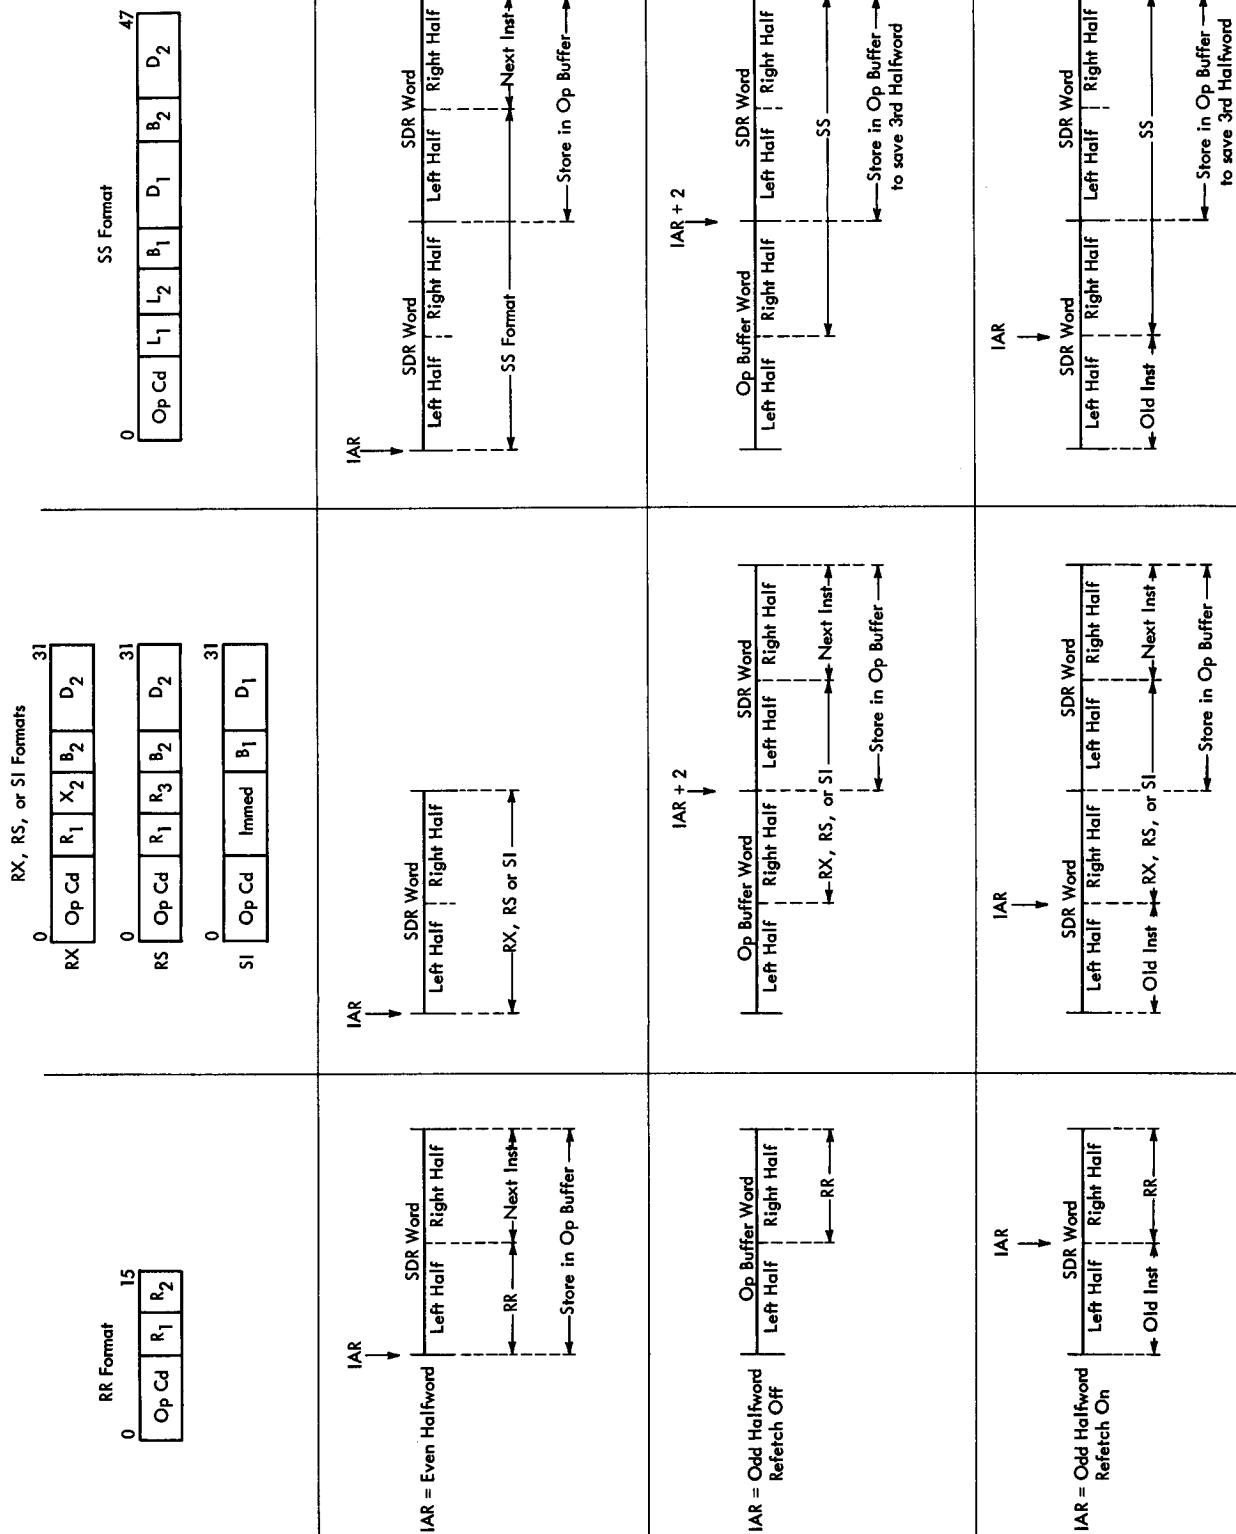 RR Format
0 15
Op Cd R1 R2
RX, RS, or SI Formats
0 31
RX Op Cd R1 X2 B2 D2
0 31
RS Op Cd R1 R3 B2 D2
0 31
SI Op Cd Immed B1 D1
SS Format
0 47
Op Cd L1 L2 B1 D1 B2 D2
IAR = Even Halfword
IAR
SDR Word
Left Half Right Half
RR Next Inst
Store in Op Buffer
IAR
SDR Word
Left Half Right Half
RX, RS or SI
IAR
SDR Word SDR Word
Left Half Right Half Left Half Right Half
SS Format Next Inst
Store in Op Buffer
IAR = Odd Halfword
Refetch Off
Op Buffer Word
Left Half Right Half
RR
IAR + 2
Op Buffer Word SDR Word
Left Half Right Half Left Half Right Half
RX, RS, or SI Next Inst
Store in Op Buffer
IAR + 2
Op Buffer Word SDR Word
Left Half Right Half Left Half Right Half
SS
Store in Op Buffer
to save 3rd Halfword
IAR = Odd Halfword
Refetch On
IAR
SDR Word
Left Half Right Half
Old Inst RR
IAR
SDR Word SDR Word
Left Half Right Half Left Half Right Half
Old Inst RX, RS, or SI Next Inst
Store in Op Buffer
IAR
SDR Word SDR Word
Left Half Right Half Left Half Right Half
Old Inst SS
Store in Op Buffer
to save 3rd Halfword